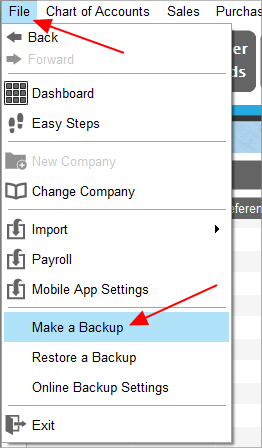 File Chart of Accounts Sales Purchas
Back
Forward
er
ds
Dashboard
Easy Steps
New Company
Change Company
eferen
Import
Payroll
Mobile App Settings
Make a Backup
Restore a Backup
Online Backup Settings
Exit